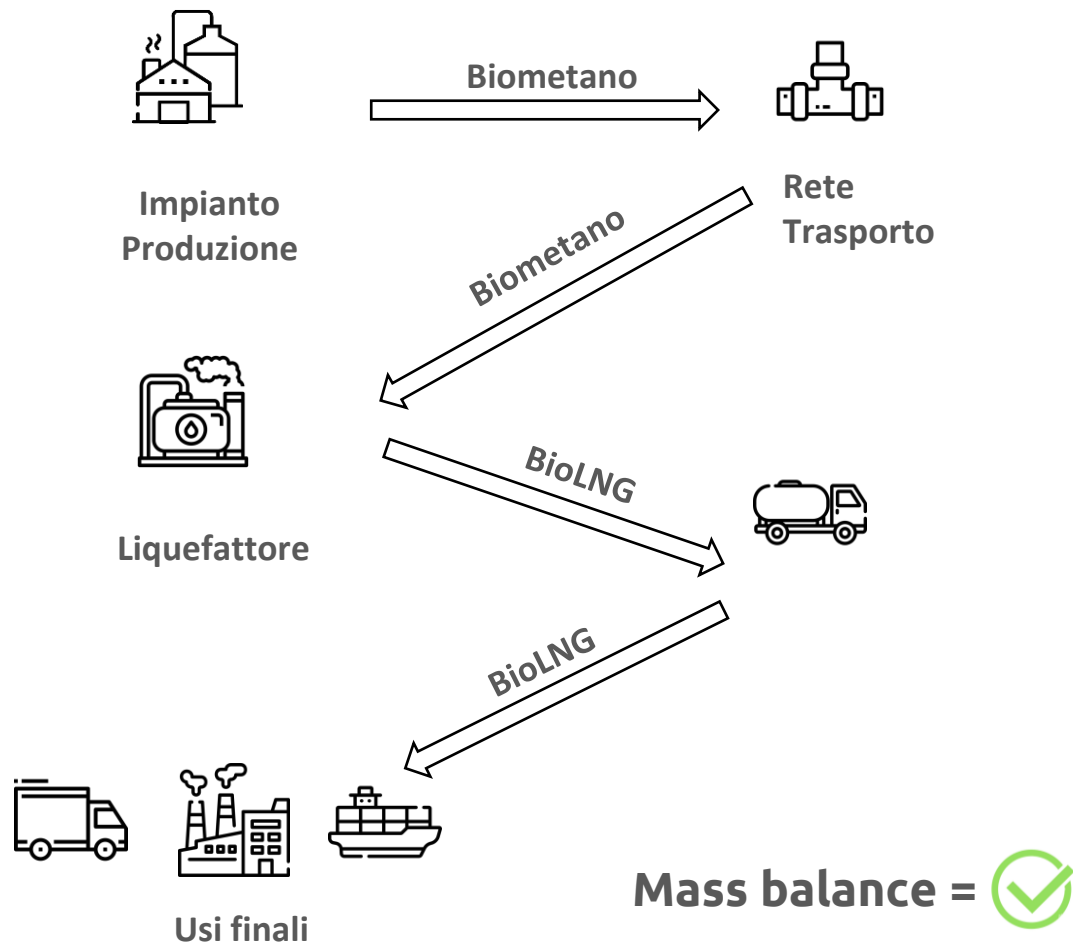 Biometano
Impianto
Produzione
Rete
Trasporto
Biometano
Liquefattore
BioLNG
BioLNG
Usi finali
Mass balance =